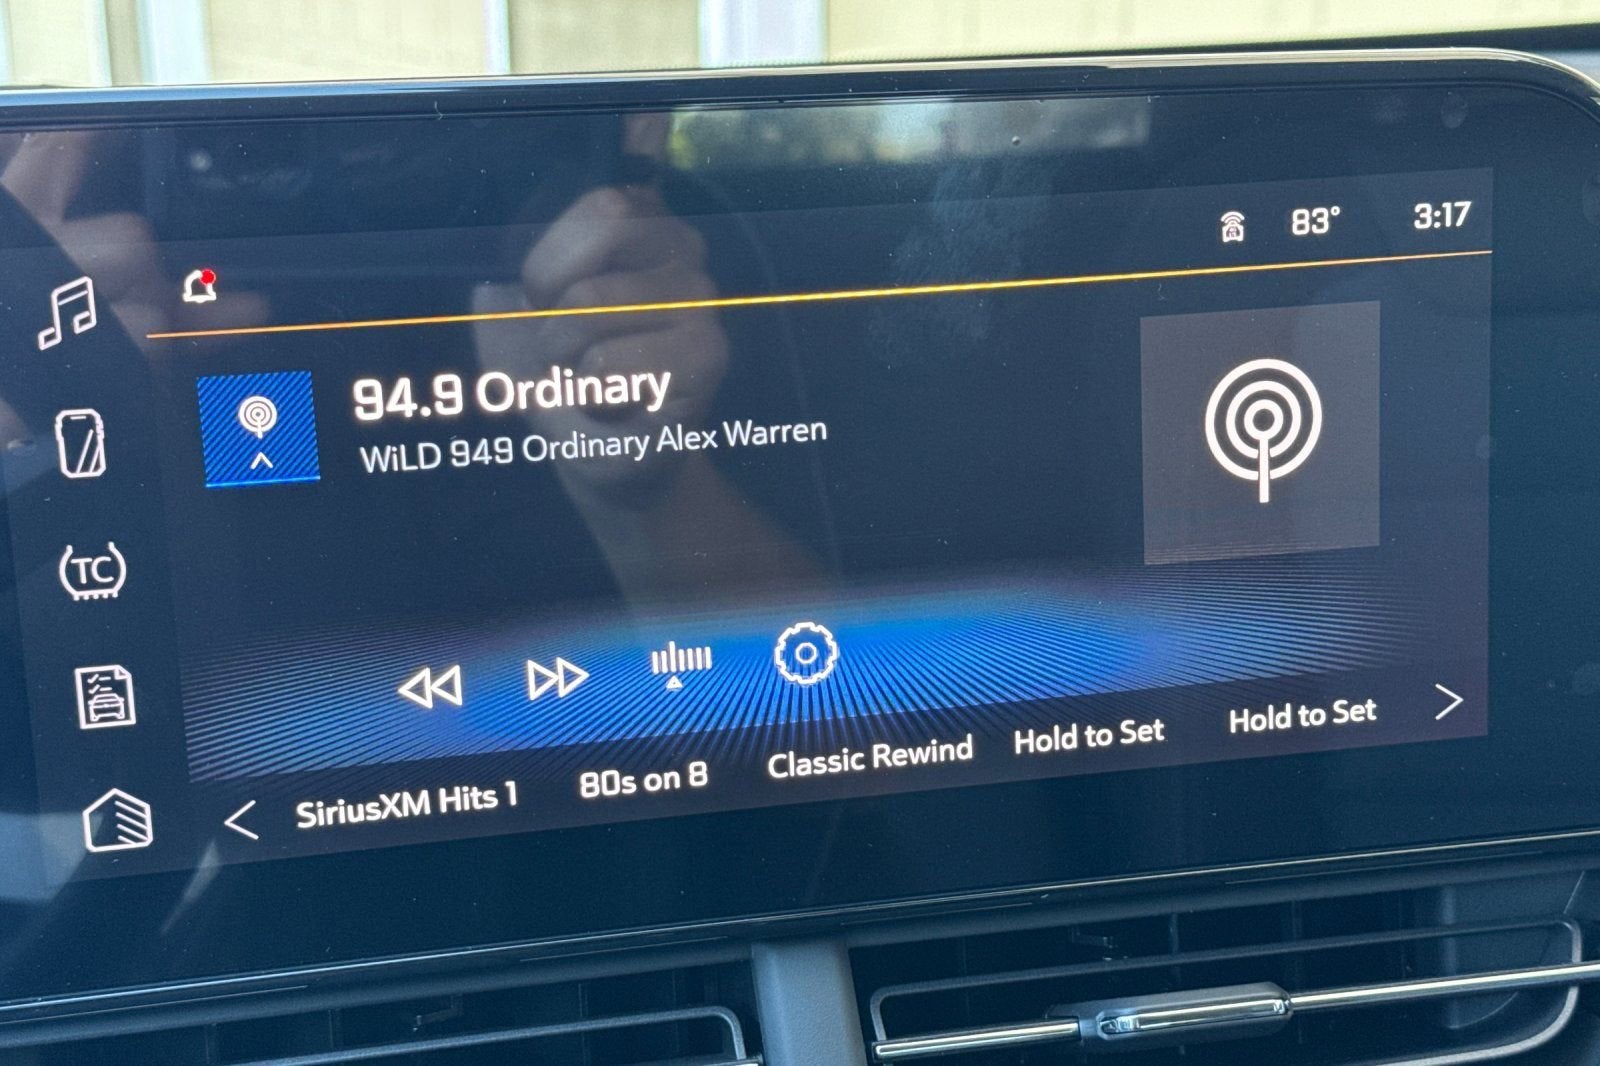 83° 3:17
94.9 Ordinary
WiLD 949 Ordinary Alex Warren
TC
SiriusXM Hits 1 80s on 8 Classic Rewind Hold to Set Hold to Set